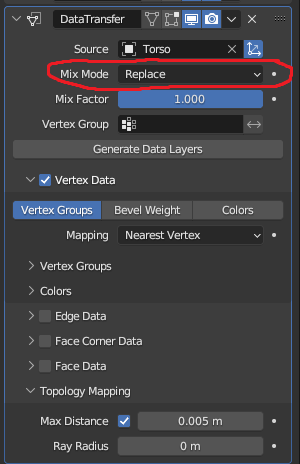 DataTransfer
Source Torso
Mix Mode Replace
Mix Factor 1.000
Vertex Group
Generate Data Layers
Vertex Data
Vertex Groups Bevel Weight Colors
Mapping Nearest Vertex
Vertex Groups
Colors
Edge Data
Face Corner Data
Face Data
Topology Mapping
Max Distance 0.005 m
Ray Radius 0 m